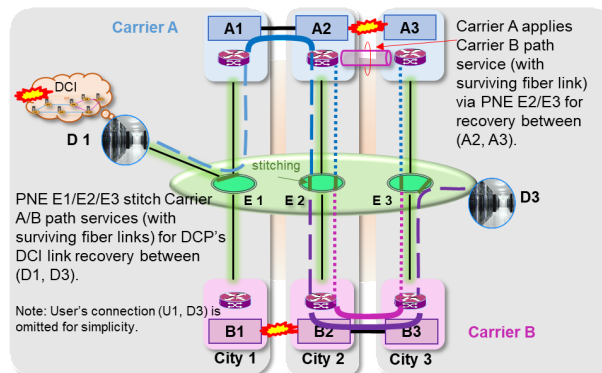 Carrier A
A1
A2
A3
Carrier A applies
Carrier B path
service (with
surviving fiber link)
via PNE E2/E3 for
recovery between
(A2, A3).
DCI
D 1
stitching
E 1
E 2
E 3
D3
PNE E1/E2/E3 stitch Carrier
A/B path services (with
surviving fiber links) for DCP's
DCI link recovery between
(D1, D3).
Note: User's connection (U1, D3) is
omitted for simplicity.
B1
B2
B3
Carrier B
City 1
City 2
City 3